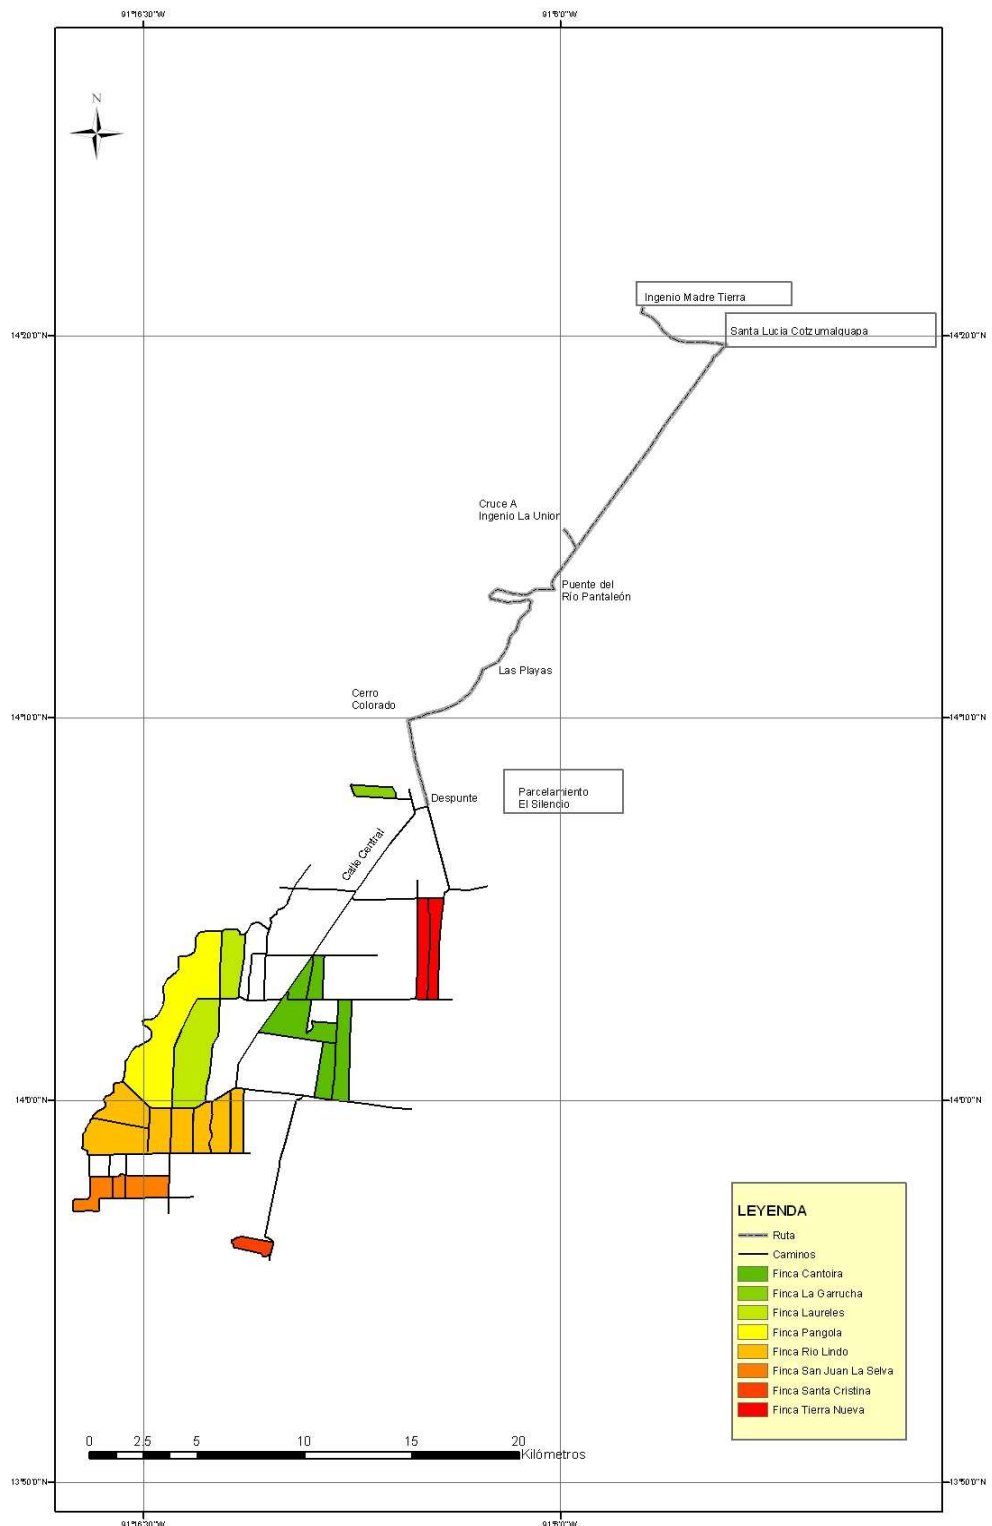 91°16'30"W
91°5'0"W
N
Ingenio Madre Tierra
14°20'0"N
14°20'0"N
Santa Lucia Cotzumalguapa
Cruce A
Ingenio La Union
Puente del
Río Pantaleón
Las Playas
Cerro
Colorado
14°10'0"N
14°10'0"N
Parcelamiento
El Silencio
Despunte
Calle Central
14°0'0"N
14°0'0"N
LEYENDA
Ruta
Caminos
Finca Cantoira
Finca La Garrucha
Finca Laureles
Finca Pangola
Finca Rio Lindo
Finca San Juan La Selva
Finca Santa Cristina
Finca Tierra Nueva
0 2.5 5 10 15 20
Kilómetros
13°50'0"N
13°50'0"N
91°16'30"W
91°5'0"W